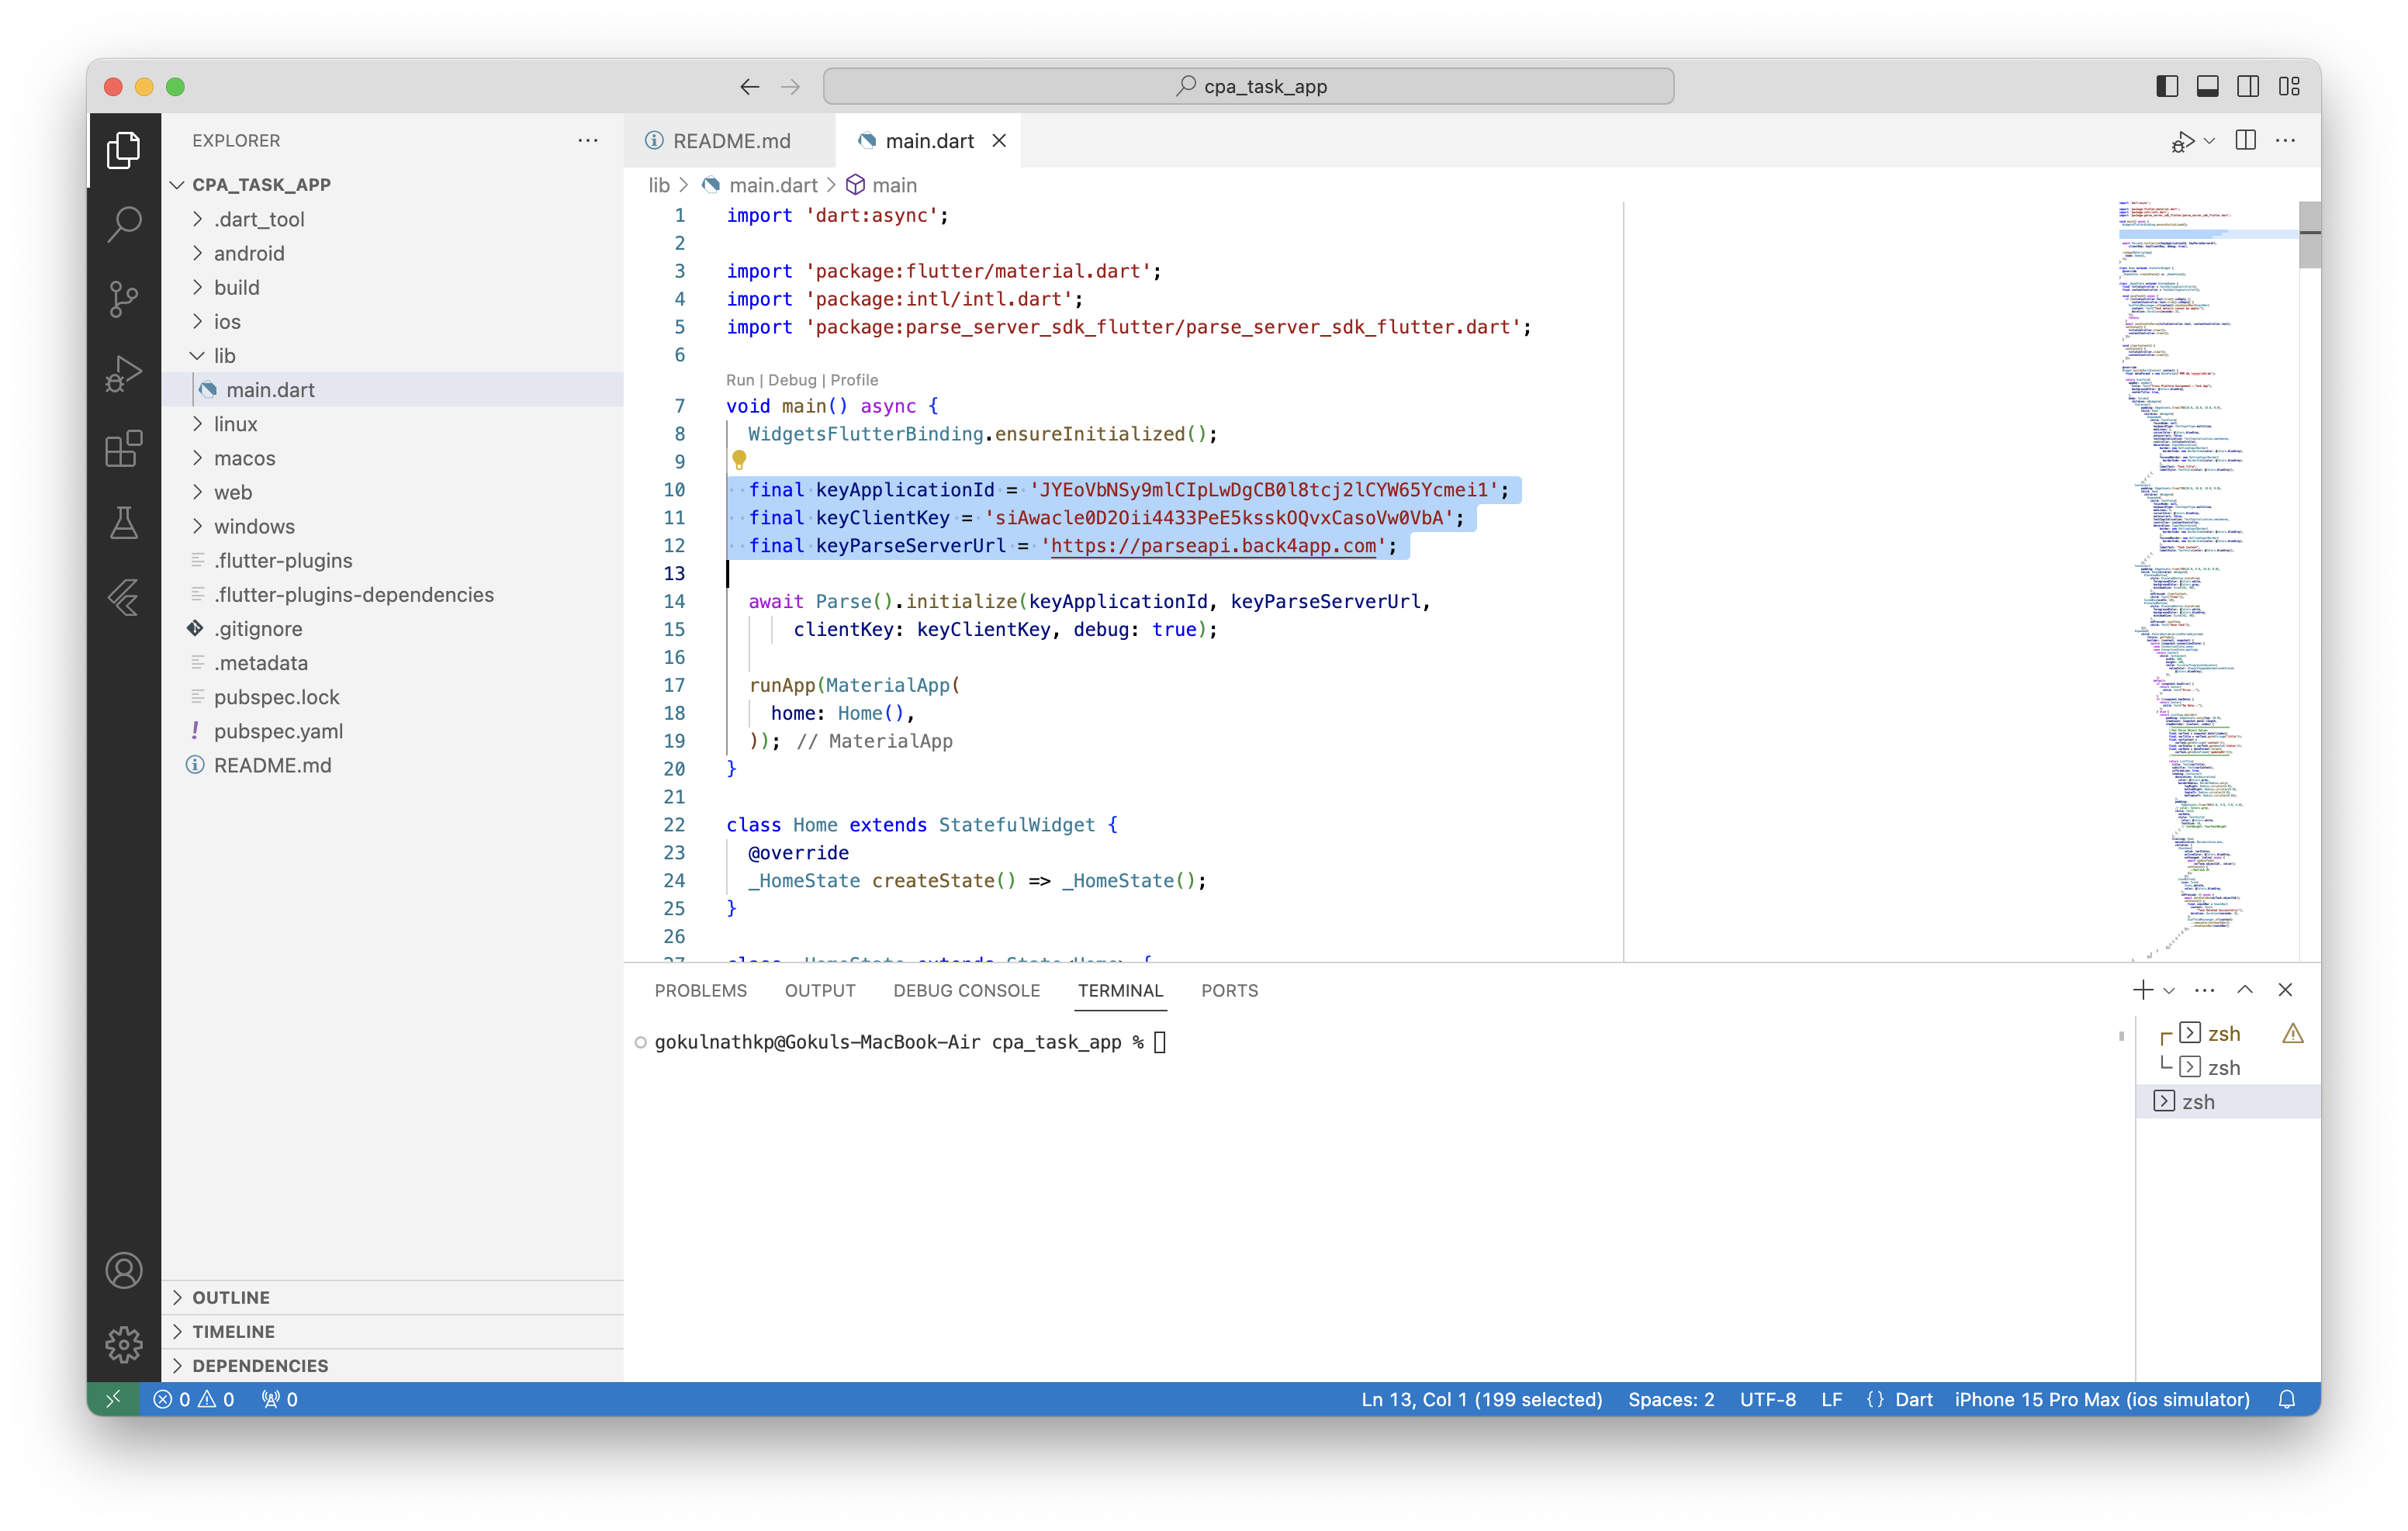 cpa_task_app
EXPLORER
CPA_TASK_APP
.dart_tool
android
build
ios
lib
main.dart
linux
macos
web
windows
.flutter-plugins
.flutter-plugins-dependencies
.gitignore
.metadata
pubspec.lock
! pubspec.yaml
README.md
OUTLINE
TIMELINE
DEPENDENCIES
README.md
main.dart
lib > main.dart > main
1 import 'dart:async';
2
3 import 'package:flutter/material.dart';
4 import 'package:intl/intl.dart';
5 import 'package:parse_server_sdk_flutter/parse_server_sdk_flutter.dart';
6
Run | Debug | Profile
7 void main() async {
8 WidgetsFlutterBinding.ensureInitialized();
9
10 final keyApplicationId = 'JYEoVbNSy9mlCIpLwDgCB0l8tcj2lCYW65Ycmei1';
11 final keyClientKey = 'siAwacle0D2Oii4433PeE5ksskOQvxCasoVw0VbA';
12 final keyParseServerUrl = 'https://parseapi.back4app.com';
13
14 await Parse().initialize(keyApplicationId, keyParseServerUrl,
15 clientKey: keyClientKey, debug: true);
16
17 runApp(MaterialApp(
18 home: Home(),
19 )); // MaterialApp
20 }
21
22 class Home extends StatefulWidget {
23 @override
24 _HomeState createState() => _HomeState();
25 }
26
27 class _HomeState extends State<Home> {
PROBLEMS OUTPUT DEBUG CONSOLE TERMINAL PORTS
gokulnathkp@Gokuls-MacBook-Air cpa_task_app %
zsh
zsh
zsh
0 0 0
Ln 13, Col 1 (199 selected) Spaces: 2 UTF-8 LF {} Dart iPhone 15 Pro Max (ios simulator)